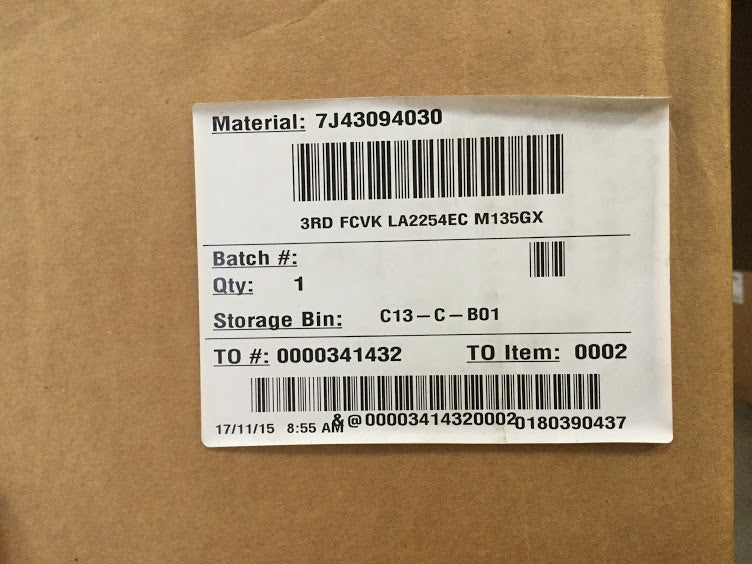 Material: 7J43094030
3RD FCVK LA2254EC M135GX
Batch #:
Qty: 1
Storage Bin: C13-C-B01
TO #: 0000341432 TO Item: 0002
&@00003414320002
17/11/15 8:55 AM 0180390437